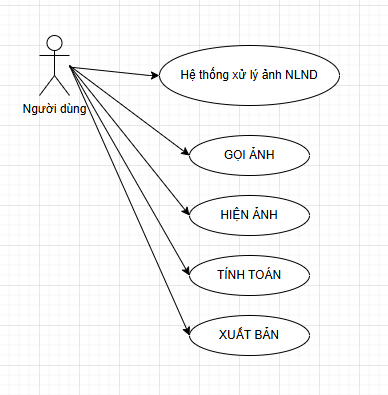 Hệ thống xử lý ảnh NLND
Người dùng
GỌI ẢNH
HIỆN ẢNH
TÍNH TOÁN
XUẤT BẢN